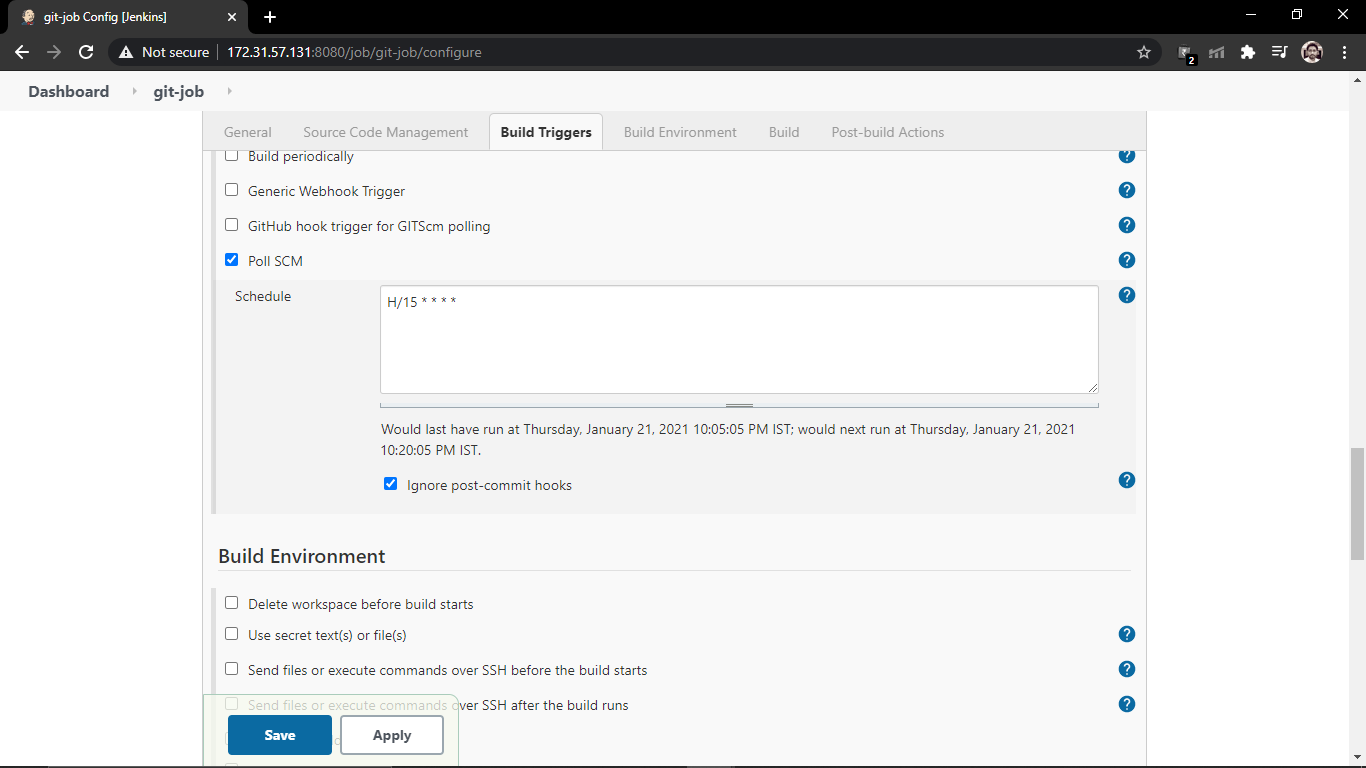 git-job Config [Jenkins]
Not secure 172.31.57.131:8080/job/git-job/configure
2
Dashboard git-job
General Source Code Management Build Triggers Build Environment Build Post-build Actions
Build periodically ?
Generic Webhook Trigger ?
GitHub hook trigger for GITScm polling ?
Poll SCM ?
Schedule H/15 * * * * ?
Would last have run at Thursday, January 21, 2021 10:05:05 PM IST; would next run at Thursday, January 21, 2021
10:20:05 PM IST.
Ignore post-commit hooks ?
Build Environment
Delete workspace before build starts
Use secret text(s) or file(s) ?
Send files or execute commands over SSH before the build starts ?
Send files or execute commands over SSH after the build runs ?
Save Apply